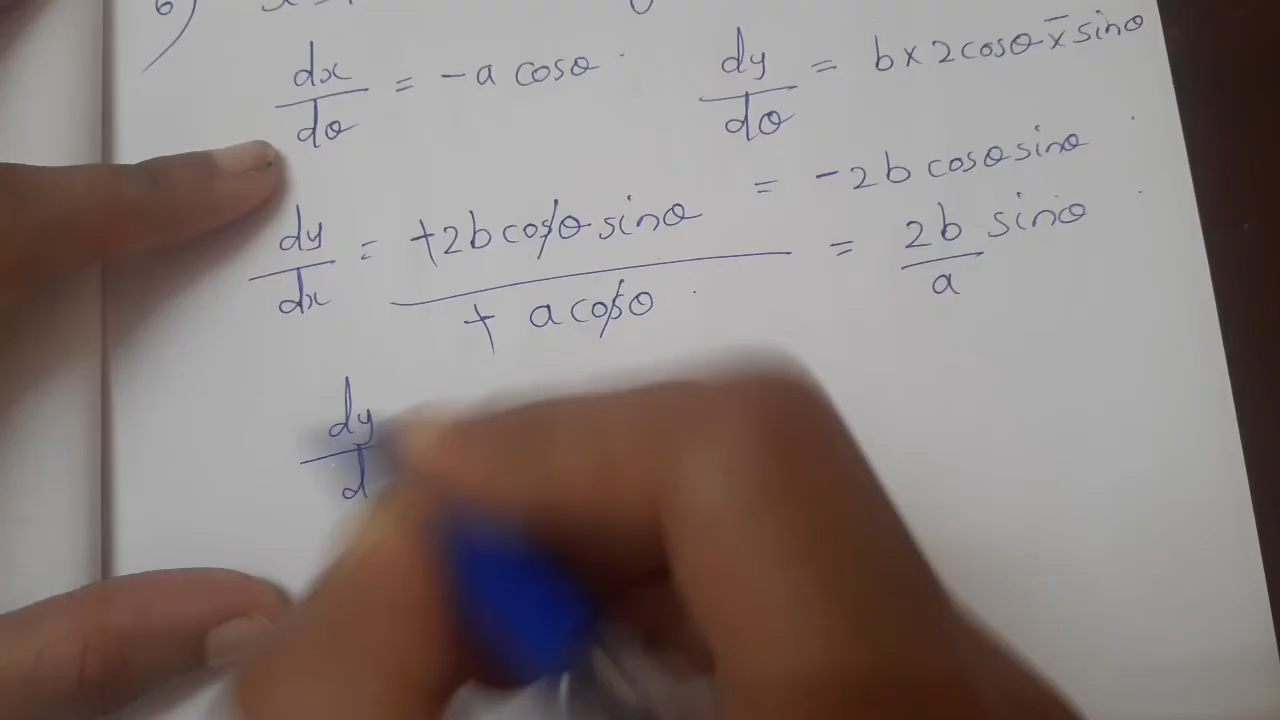 6)
dx/dθ = -a cosθ    dy/dθ = b×2cosθ×-sinθ
= -2b cosθ sinθ
dy/dx = +2b cosθ sinθ / + a cosθ = 2b/a sinθ
dy/d